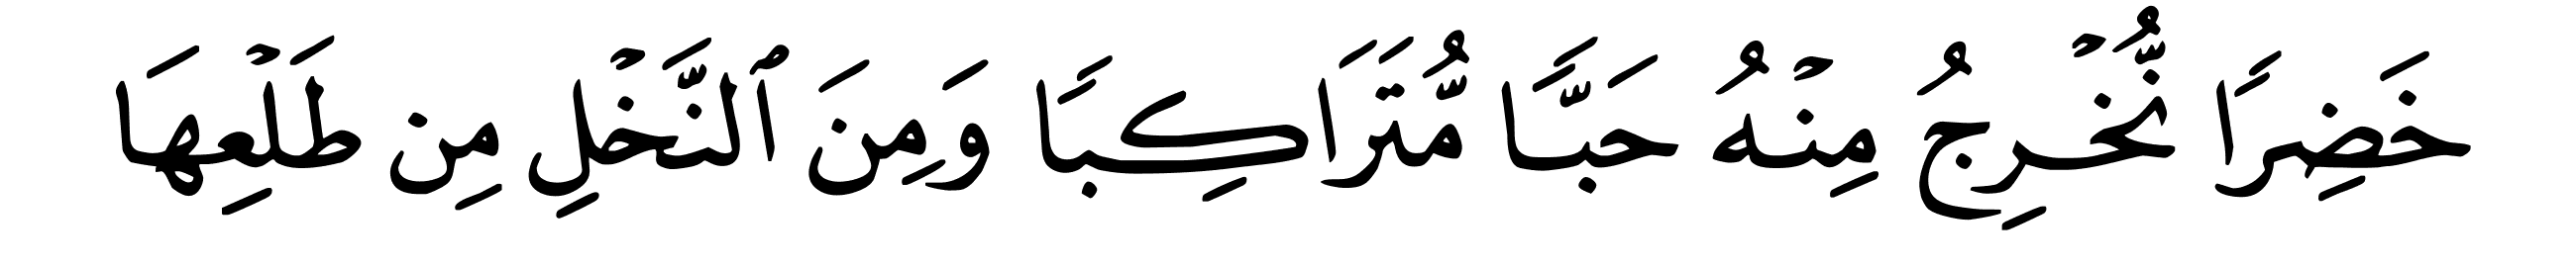 خَضِرًا نُّخْرِجُ مِنْهُ حَبًّا مُّتَرَاكِبًا وَمِنَ ٱلنَّخْلِ مِن طَلْعِهَا